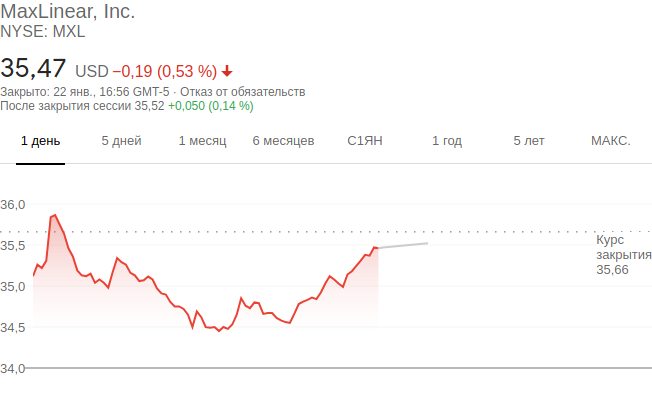 MaxLinear, Inc.
NYSE: MXL
35,47 USD −0,19 (0,53 %)
Закрыто: 22 янв., 16:56 GMT-5 · Отказ от обязательств
После закрытия сессии 35,52 +0,050 (0,14 %)
1 день 5 дней 1 месяц 6 месяцев С1ЯН 1 год 5 лет МАКС.
36,0
Курс
35,5
закрытия
35,66
35,0
34,5
34,0